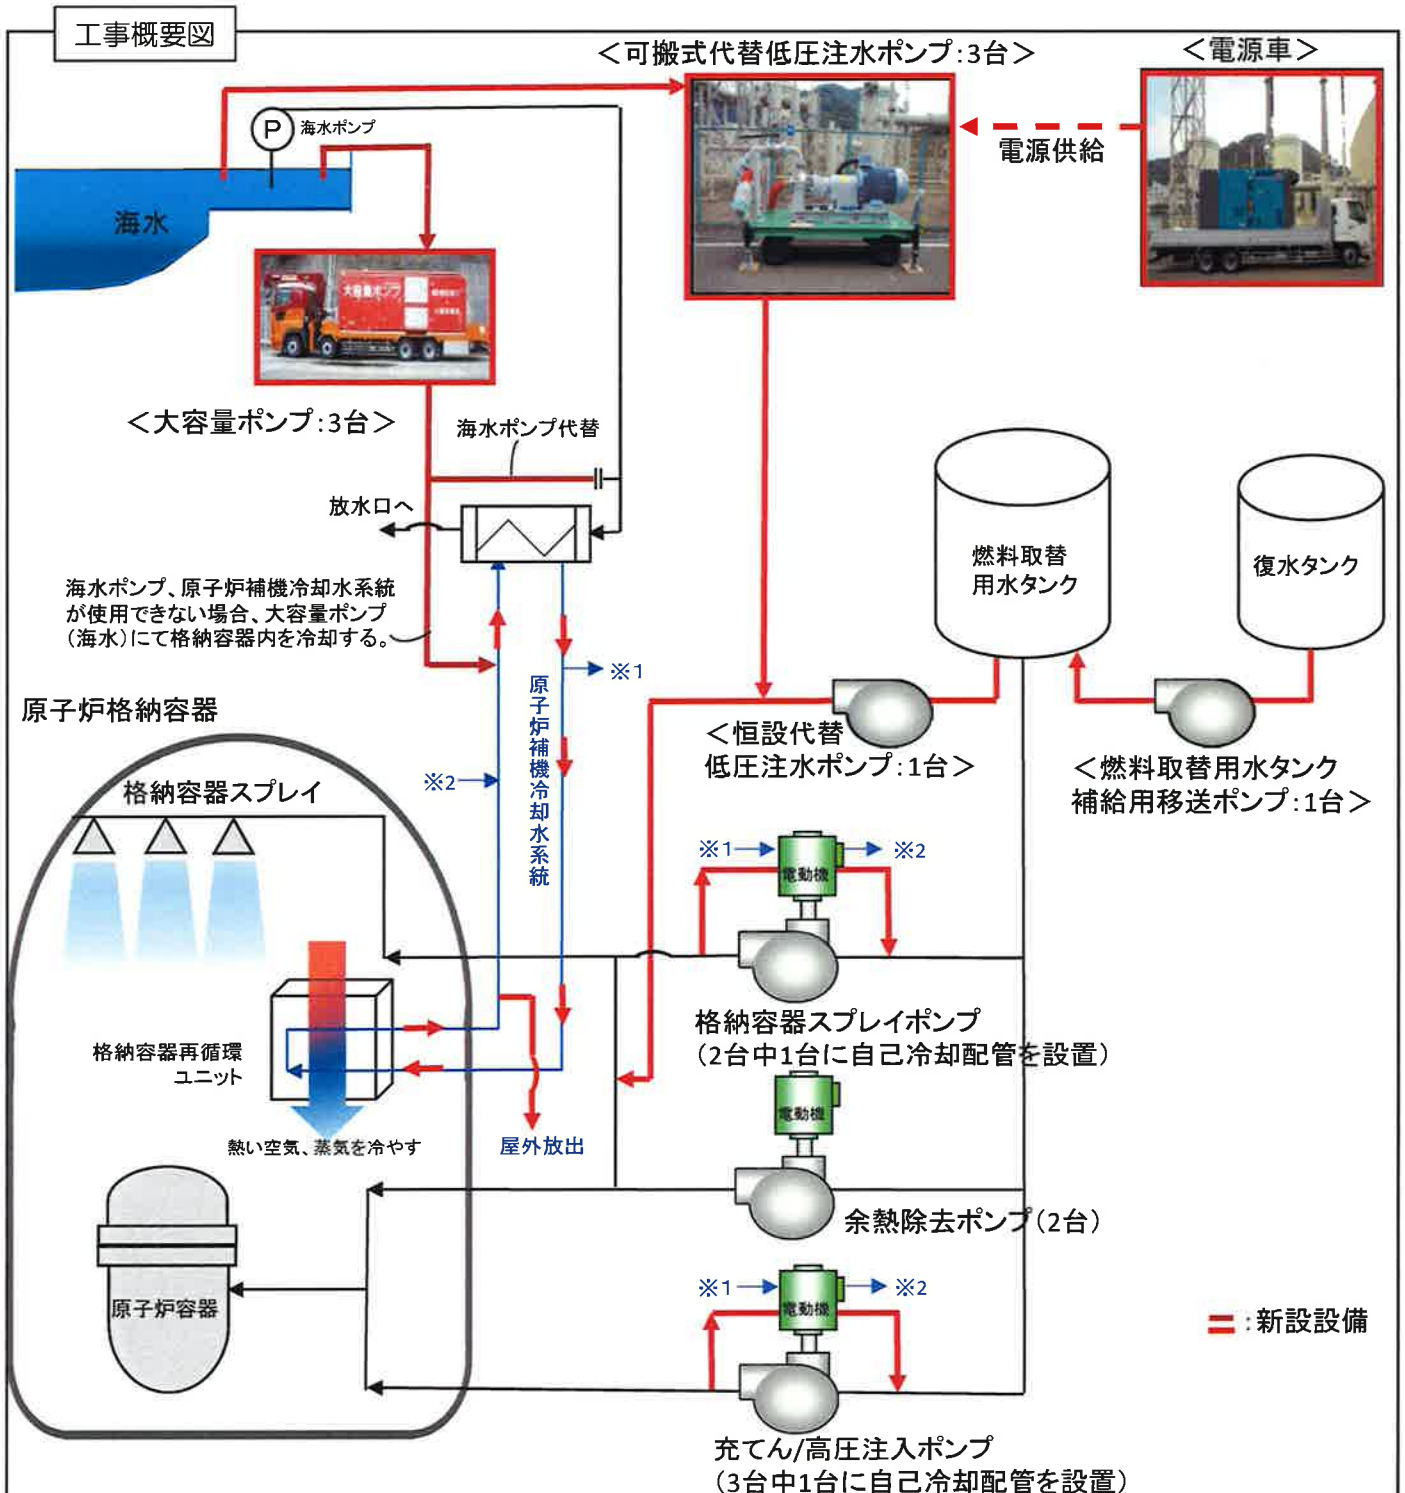 工事概要図
＜可搬式代替低圧注水ポンプ:3台＞
＜電源車＞
P
海水ポンプ
電源供給
海水
大容量ポンプ
＜大容量ポンプ:3台＞
海水ポンプ代替
放水口へ
燃料取替
用水タンク
復水タンク
海水ポンプ、原子炉補機冷却水系統
が使用できない場合、大容量ポンプ
（海水）にて格納容器内を冷却する。
※1
原子炉補機冷却水系統
原子炉格納容器
＜恒設代替
低圧注水ポンプ:1台＞
＜燃料取替用水タンク
補給用移送ポンプ:1台＞
※2
格納容器スプレイ
※1
※2
電動機
格納容器スプレイポンプ
（2台中1台に自己冷却配管を設置）
格納容器再循環
ユニット
電動機
熱い空気、蒸気を冷やす
屋外放出
余熱除去ポンプ（2台）
※1
※2
電動機
原子炉容器
:新設設備
充てん/高圧注入ポンプ
（3台中1台に自己冷却配管を設置）